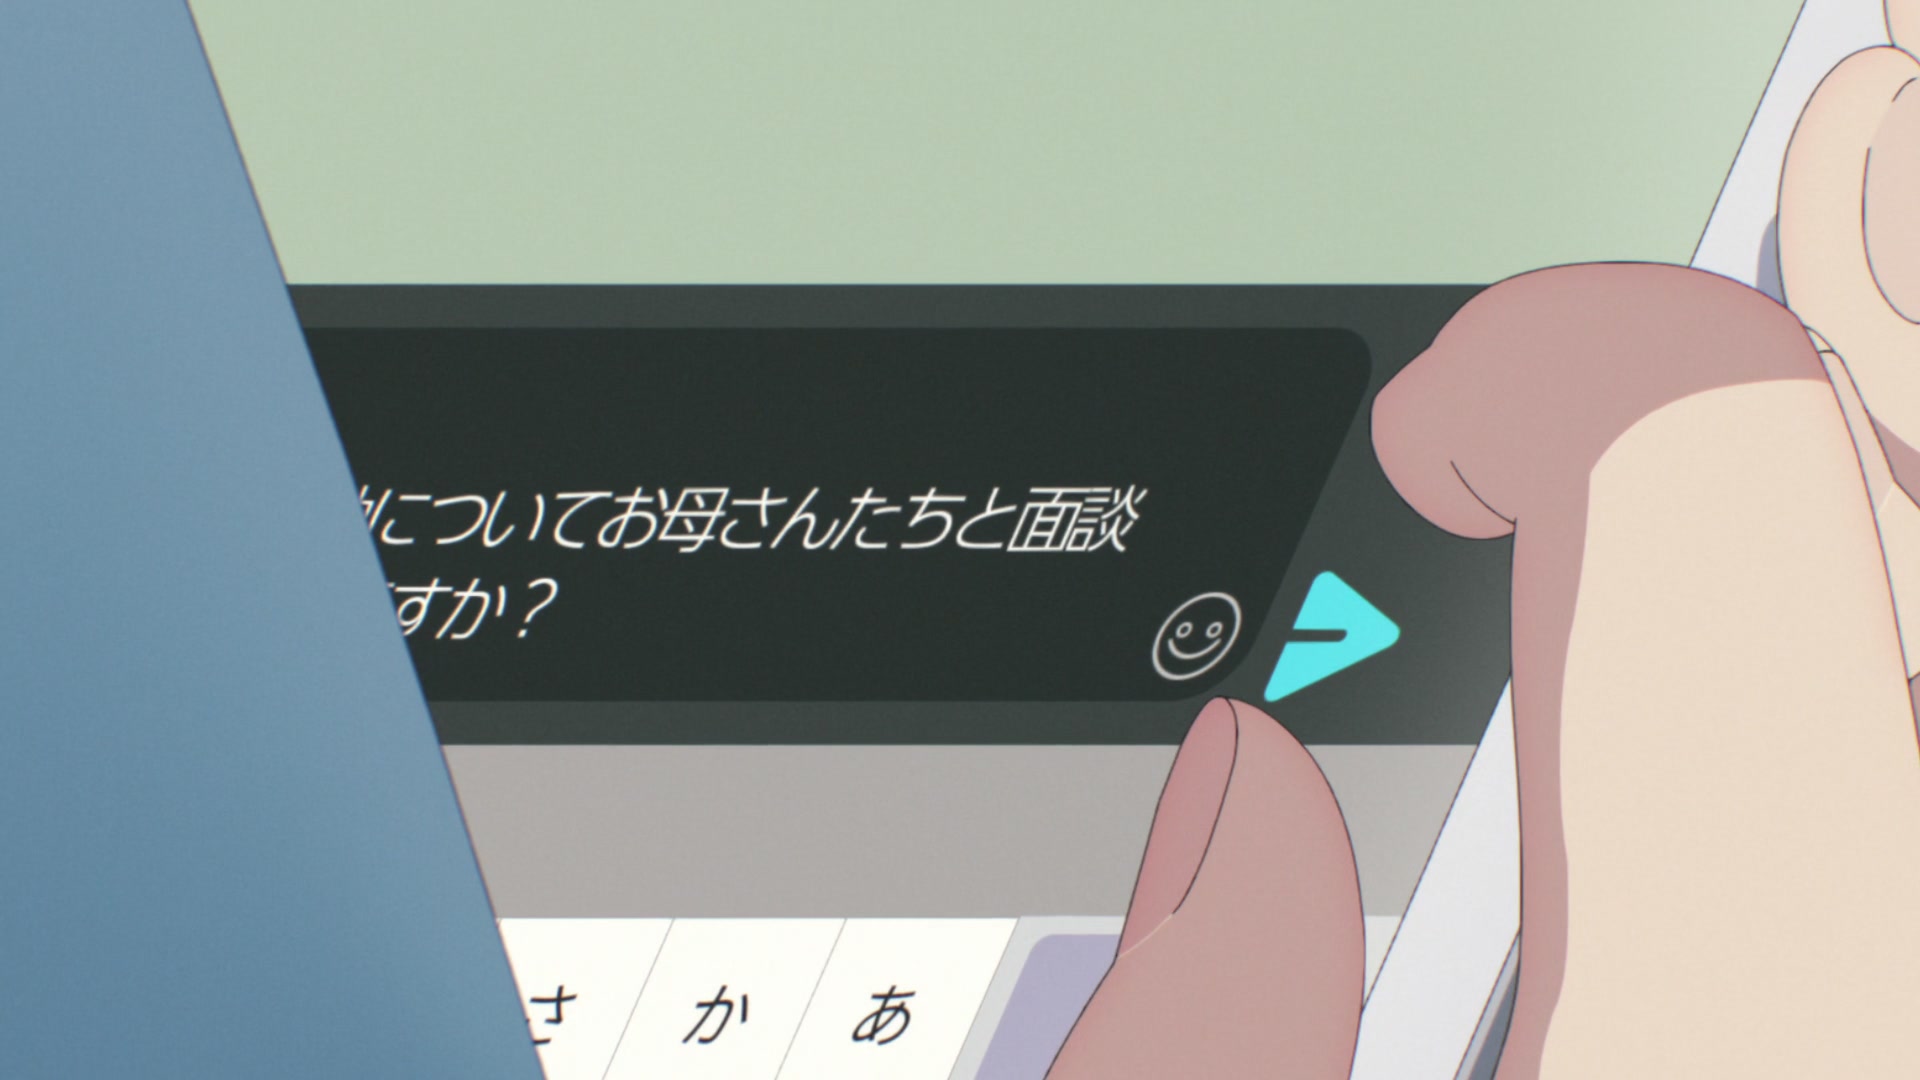 についてお母さんたちと面談
すか？
さ か あ